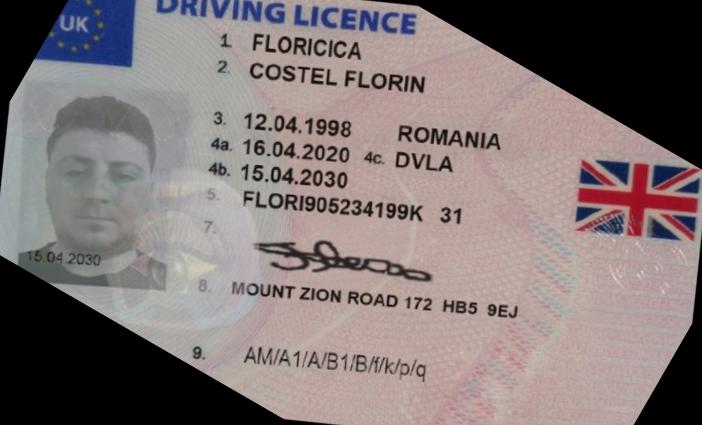 UK
DRIVING LICENCE
1. FLORICICA
2. COSTEL FLORIN
3. 12.04.1998 ROMANIA
4a. 16.04.2020 4c. DVLA
4b. 15.04.2030
5. FLORI905234199K 31
7.
8. MOUNT ZION ROAD 172 HB5 9EJ
9. AM/A1/A/B1/B/f/k/p/q
15.04.2030